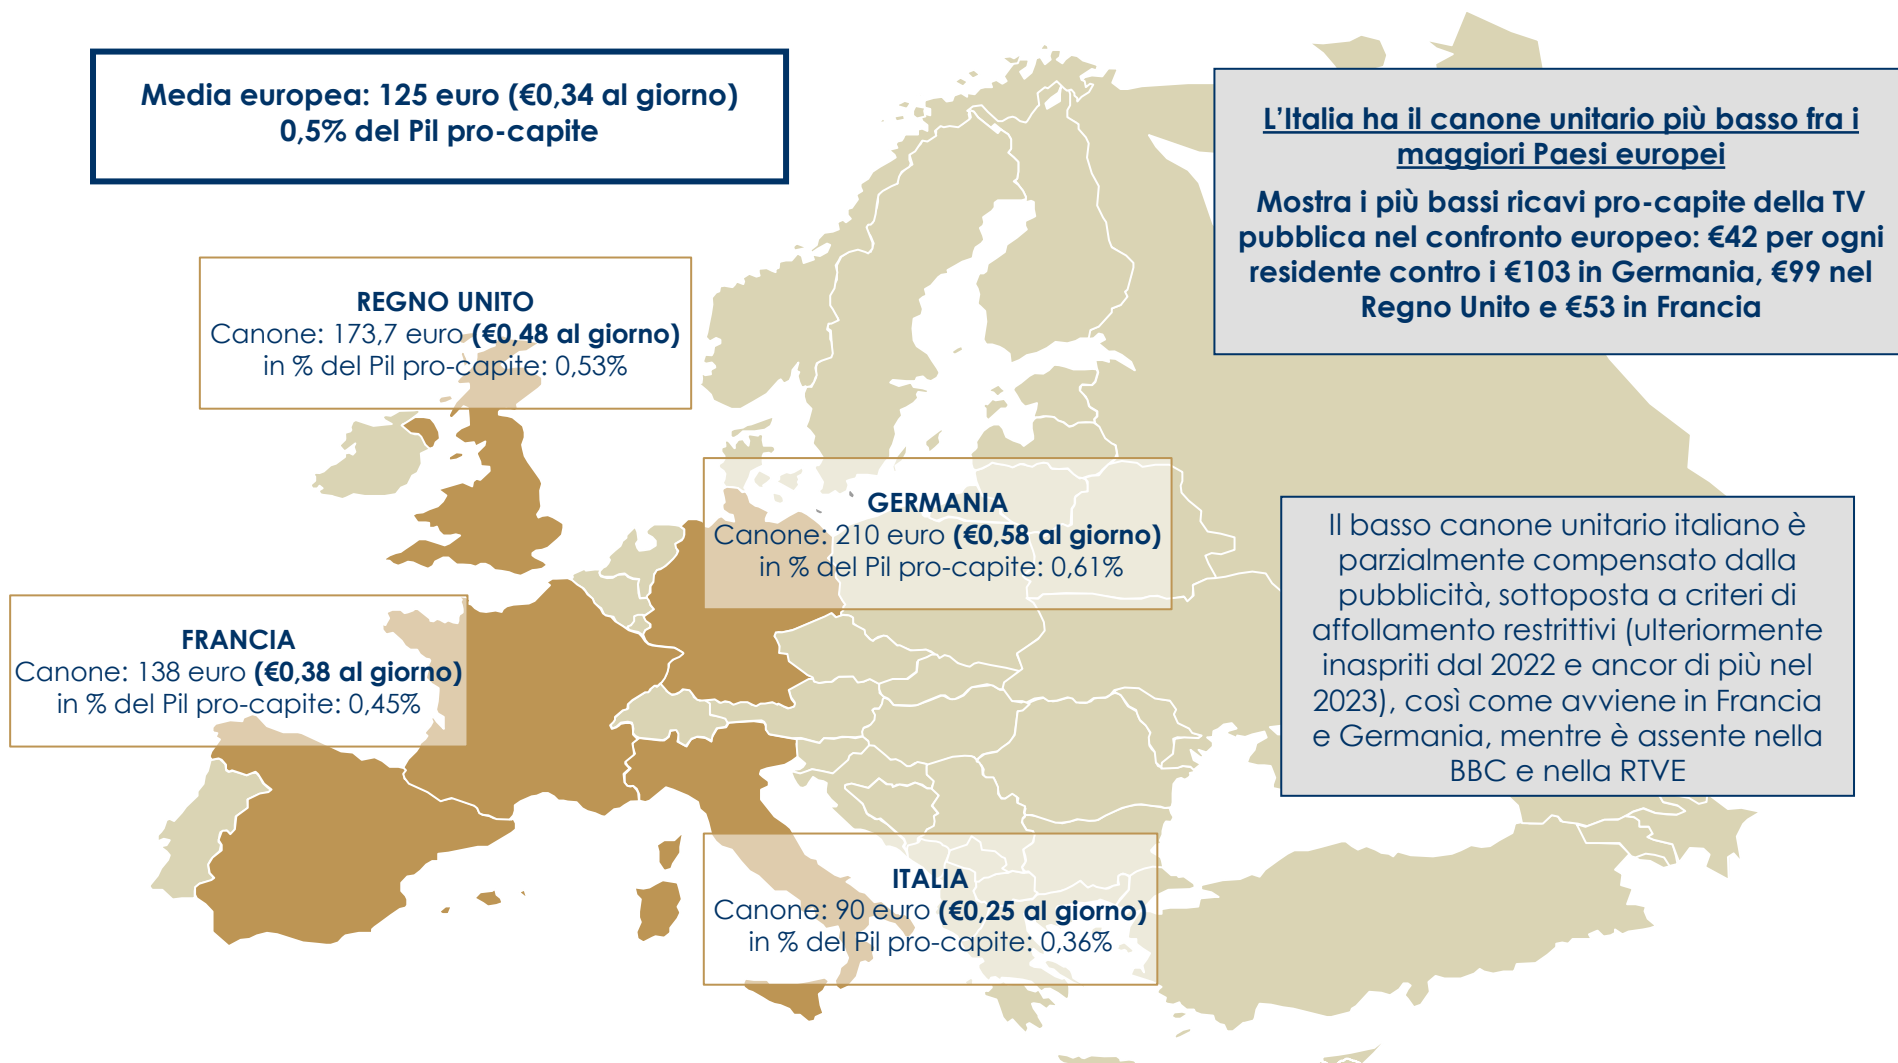 Media europea: 125 euro (€0,34 al giorno)
0,5% del Pil pro-capite
L'Italia ha il canone unitario più basso fra i
maggiori Paesi europei
Mostra i più bassi ricavi pro-capite della TV
pubblica nel confronto europeo: €42 per ogni
residente contro i €103 in Germania, €99 nel
Regno Unito e €53 in Francia
REGNO UNITO
Canone: 173,7 euro (€0,48 al giorno)
in % del Pil pro-capite: 0,53%
GERMANIA
Canone: 210 euro (€0,58 al giorno)
in % del Pil pro-capite: 0,61%
Il basso canone unitario italiano è
parzialmente compensato dalla
pubblicità, sottoposta a criteri di
affollamento restrittivi (ulteriormente
inaspriti dal 2022 e ancor di più nel
2023), così come avviene in Francia
e Germania, mentre è assente nella
BBC e nella RTVE
FRANCIA
Canone: 138 euro (€0,38 al giorno)
in % del Pil pro-capite: 0,45%
ITALIA
Canone: 90 euro (€0,25 al giorno)
in % del Pil pro-capite: 0,36%